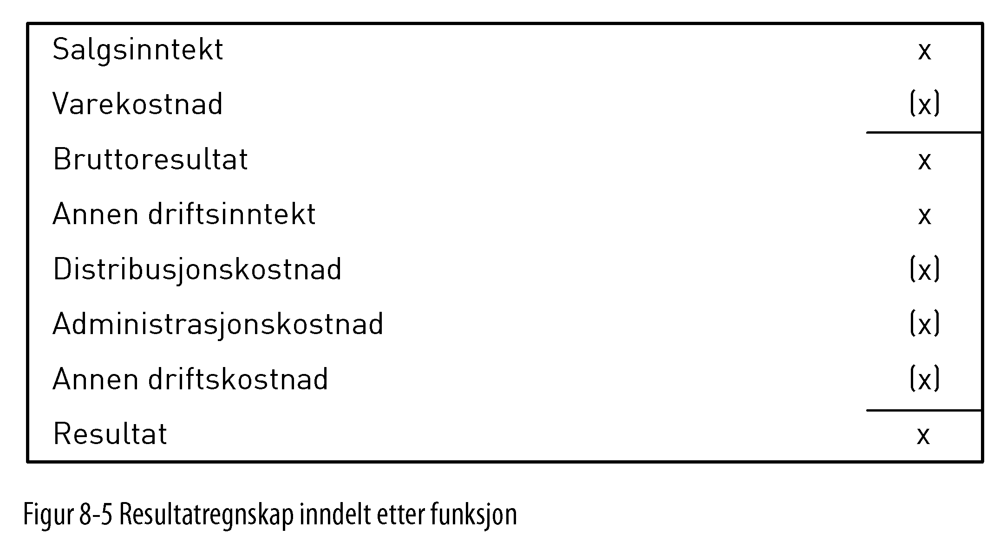 Salgsinntekt x
Varekostnad (x)
Bruttoresultat x
Annen driftsinntekt x
Distribusjonskostnad (x)
Administrasjonskostnad (x)
Annen driftskostnad (x)
Resultat x
Figur 8-5 Resultatregnskap inndelt etter funksjon